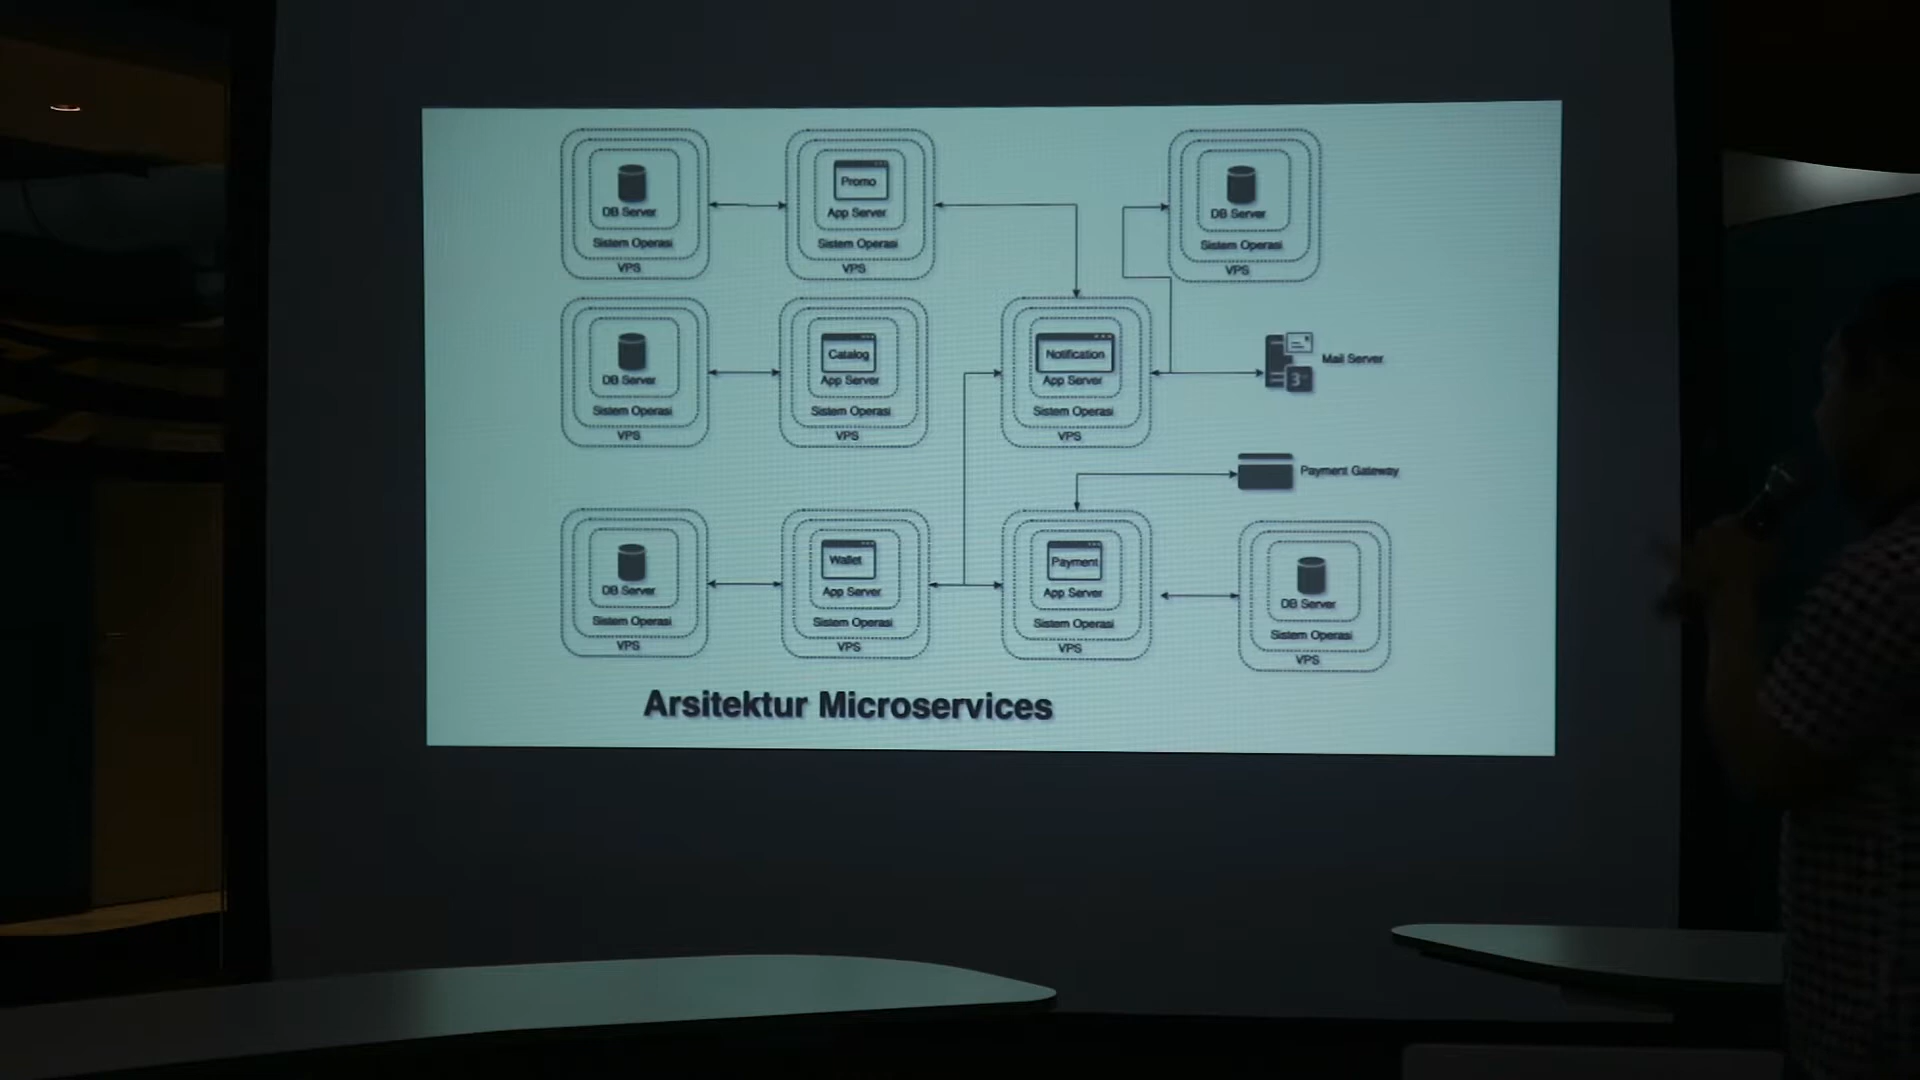 DB Server
Sistem Operasi
VPS
Promo
App Server
Sistem Operasi
VPS
DB Server
Sistem Operasi
VPS
DB Server
Sistem Operasi
VPS
Catalog
App Server
Sistem Operasi
VPS
Notification
App Server
Sistem Operasi
VPS
Mail Server
Payment Gateway
DB Server
Sistem Operasi
VPS
Wallet
App Server
Sistem Operasi
VPS
Payment
App Server
Sistem Operasi
VPS
DB Server
Sistem Operasi
VPS
Arsitektur Microservices